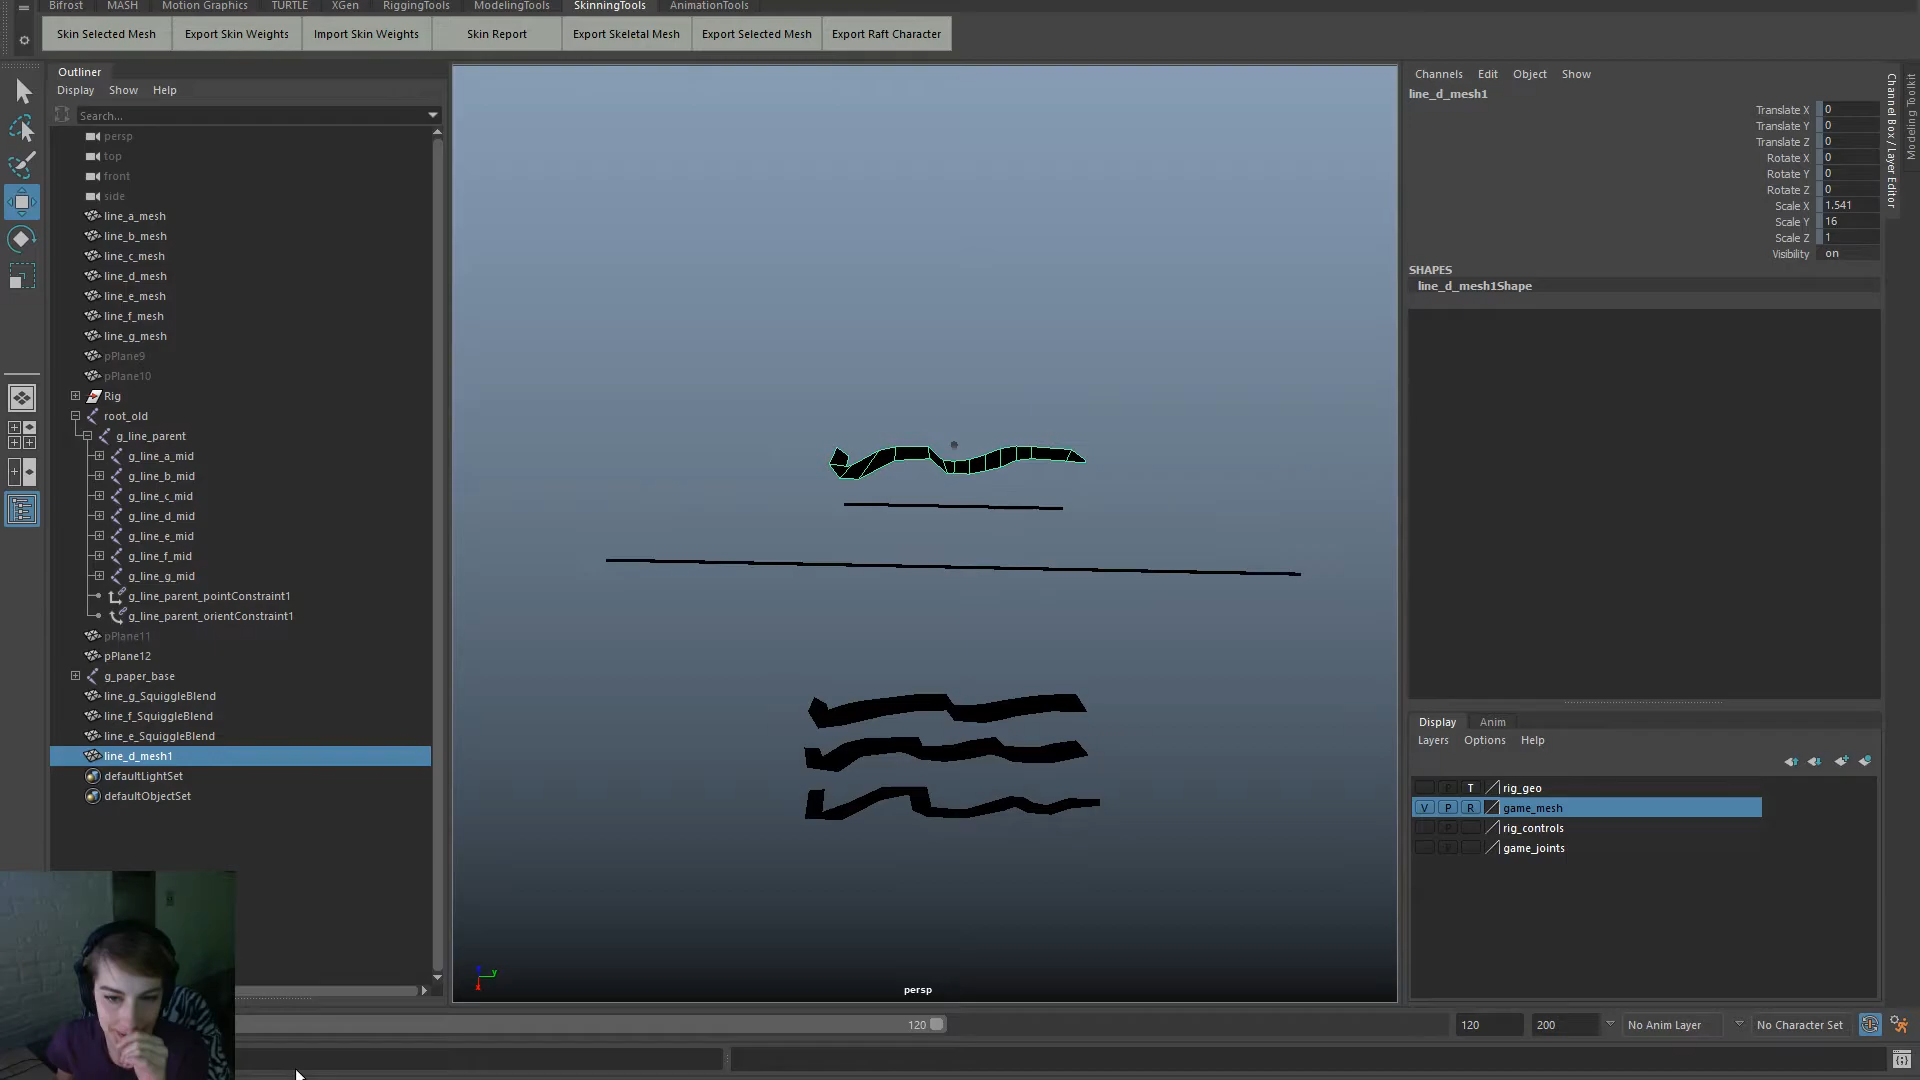 Bifrost MASH Motion Graphics TURTLE XGen RiggingTools ModelingTools SkinningTools AnimationTools
Skin Selected Mesh Export Skin Weights Import Skin Weights Skin Report Export Skeletal Mesh Export Selected Mesh Export Raft Character
Outliner
Display Show Help
Search...
persp
top
front
side
line_a_mesh
line_b_mesh
line_c_mesh
line_d_mesh
line_e_mesh
line_f_mesh
line_g_mesh
pPlane9
pPlane10
Rig
root_old
g_line_parent
g_line_a_mid
g_line_b_mid
g_line_c_mid
g_line_d_mid
g_line_e_mid
g_line_f_mid
g_line_g_mid
g_line_parent_pointConstraint1
g_line_parent_orientConstraint1
pPlane11
pPlane12
g_paper_base
line_g_SquiggleBlend
line_f_SquiggleBlend
line_e_SquiggleBlend
line_d_mesh1
defaultLightSet
defaultObjectSet
y
persp
Channels Edit Object Show
line_d_mesh1
Translate X 0
Translate Y 0
Translate Z 0
Rotate X 0
Rotate Y 0
Rotate Z 0
Scale X 1.541
Scale Y 16
Scale Z 1
Visibility on
SHAPES
line_d_mesh1Shape
Channel Box / Layer Editor
Modeling Toolkit
Display Anim
Layers Options Help
P T rig_geo
V P R game_mesh
P rig_controls
P game_joints
120 120 200 No Anim Layer No Character Set